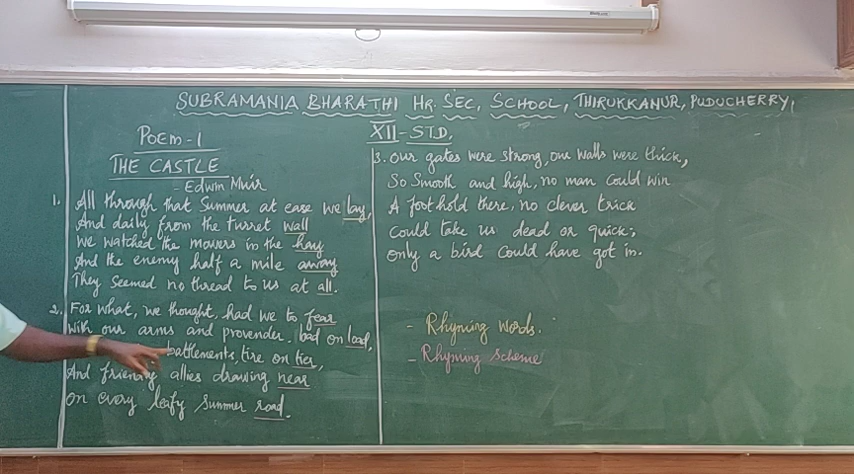 SUBRAMANIA BHARATHI HR. SEC. SCHOOL, THIRUKKANUR, PUDUCHERRY,
XII-STD.
POEM-1
THE CASTLE
- Edwin Muir
1. All through that Summer at ease we lay,
And daily from the turret wall
We watched the mowers in the hay
And the enemy half a mile away
They seemed no thread to us at all.
2. For what, we thought, had we to fear
With our arms and provender, load on load,
battlements, tire on tier,
And friendly allies drawing near
On every leafy Summer road.
3. Our gates were strong, our walls were thick,
So Smooth and high, no man could win
A foothold there, no clever trick
Could take us dead or quick;
Only a bird could have got in.
- Rhyming Words.
- Rhyming Scheme